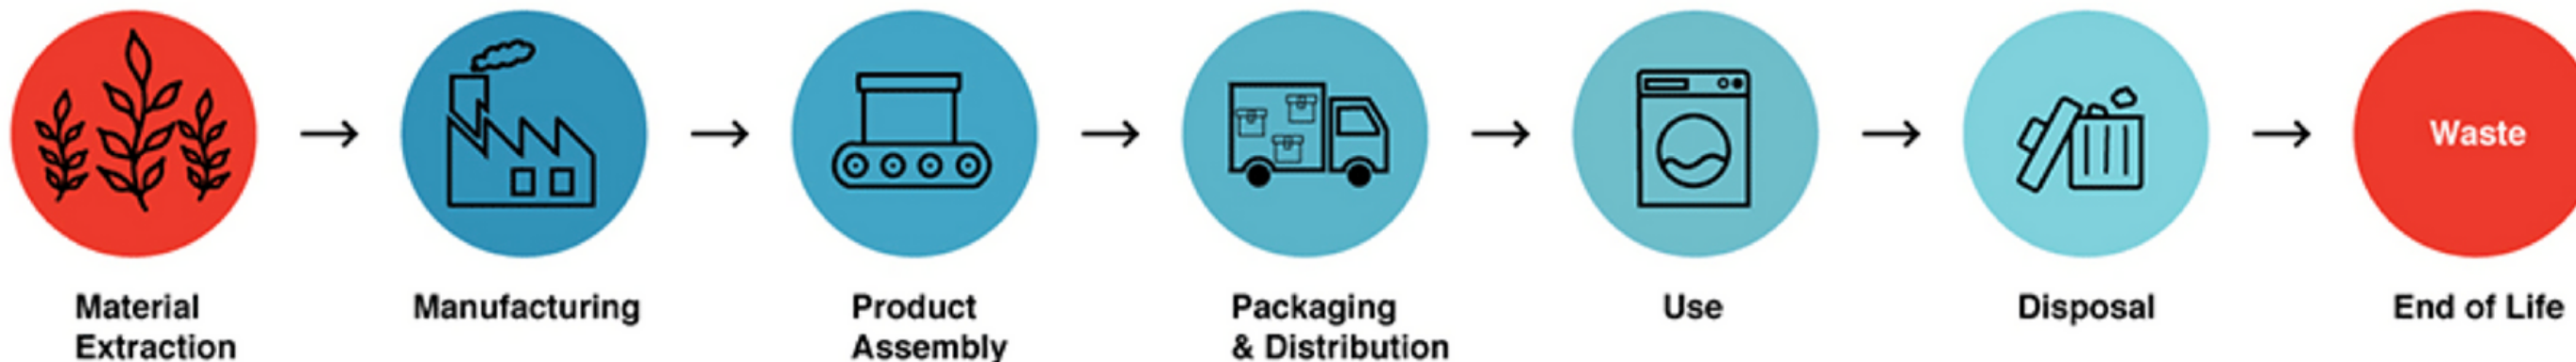 Waste
Material
Extraction
Manufacturing
Product
Assembly
Packaging
& Distribution
Use
Disposal
End of Life